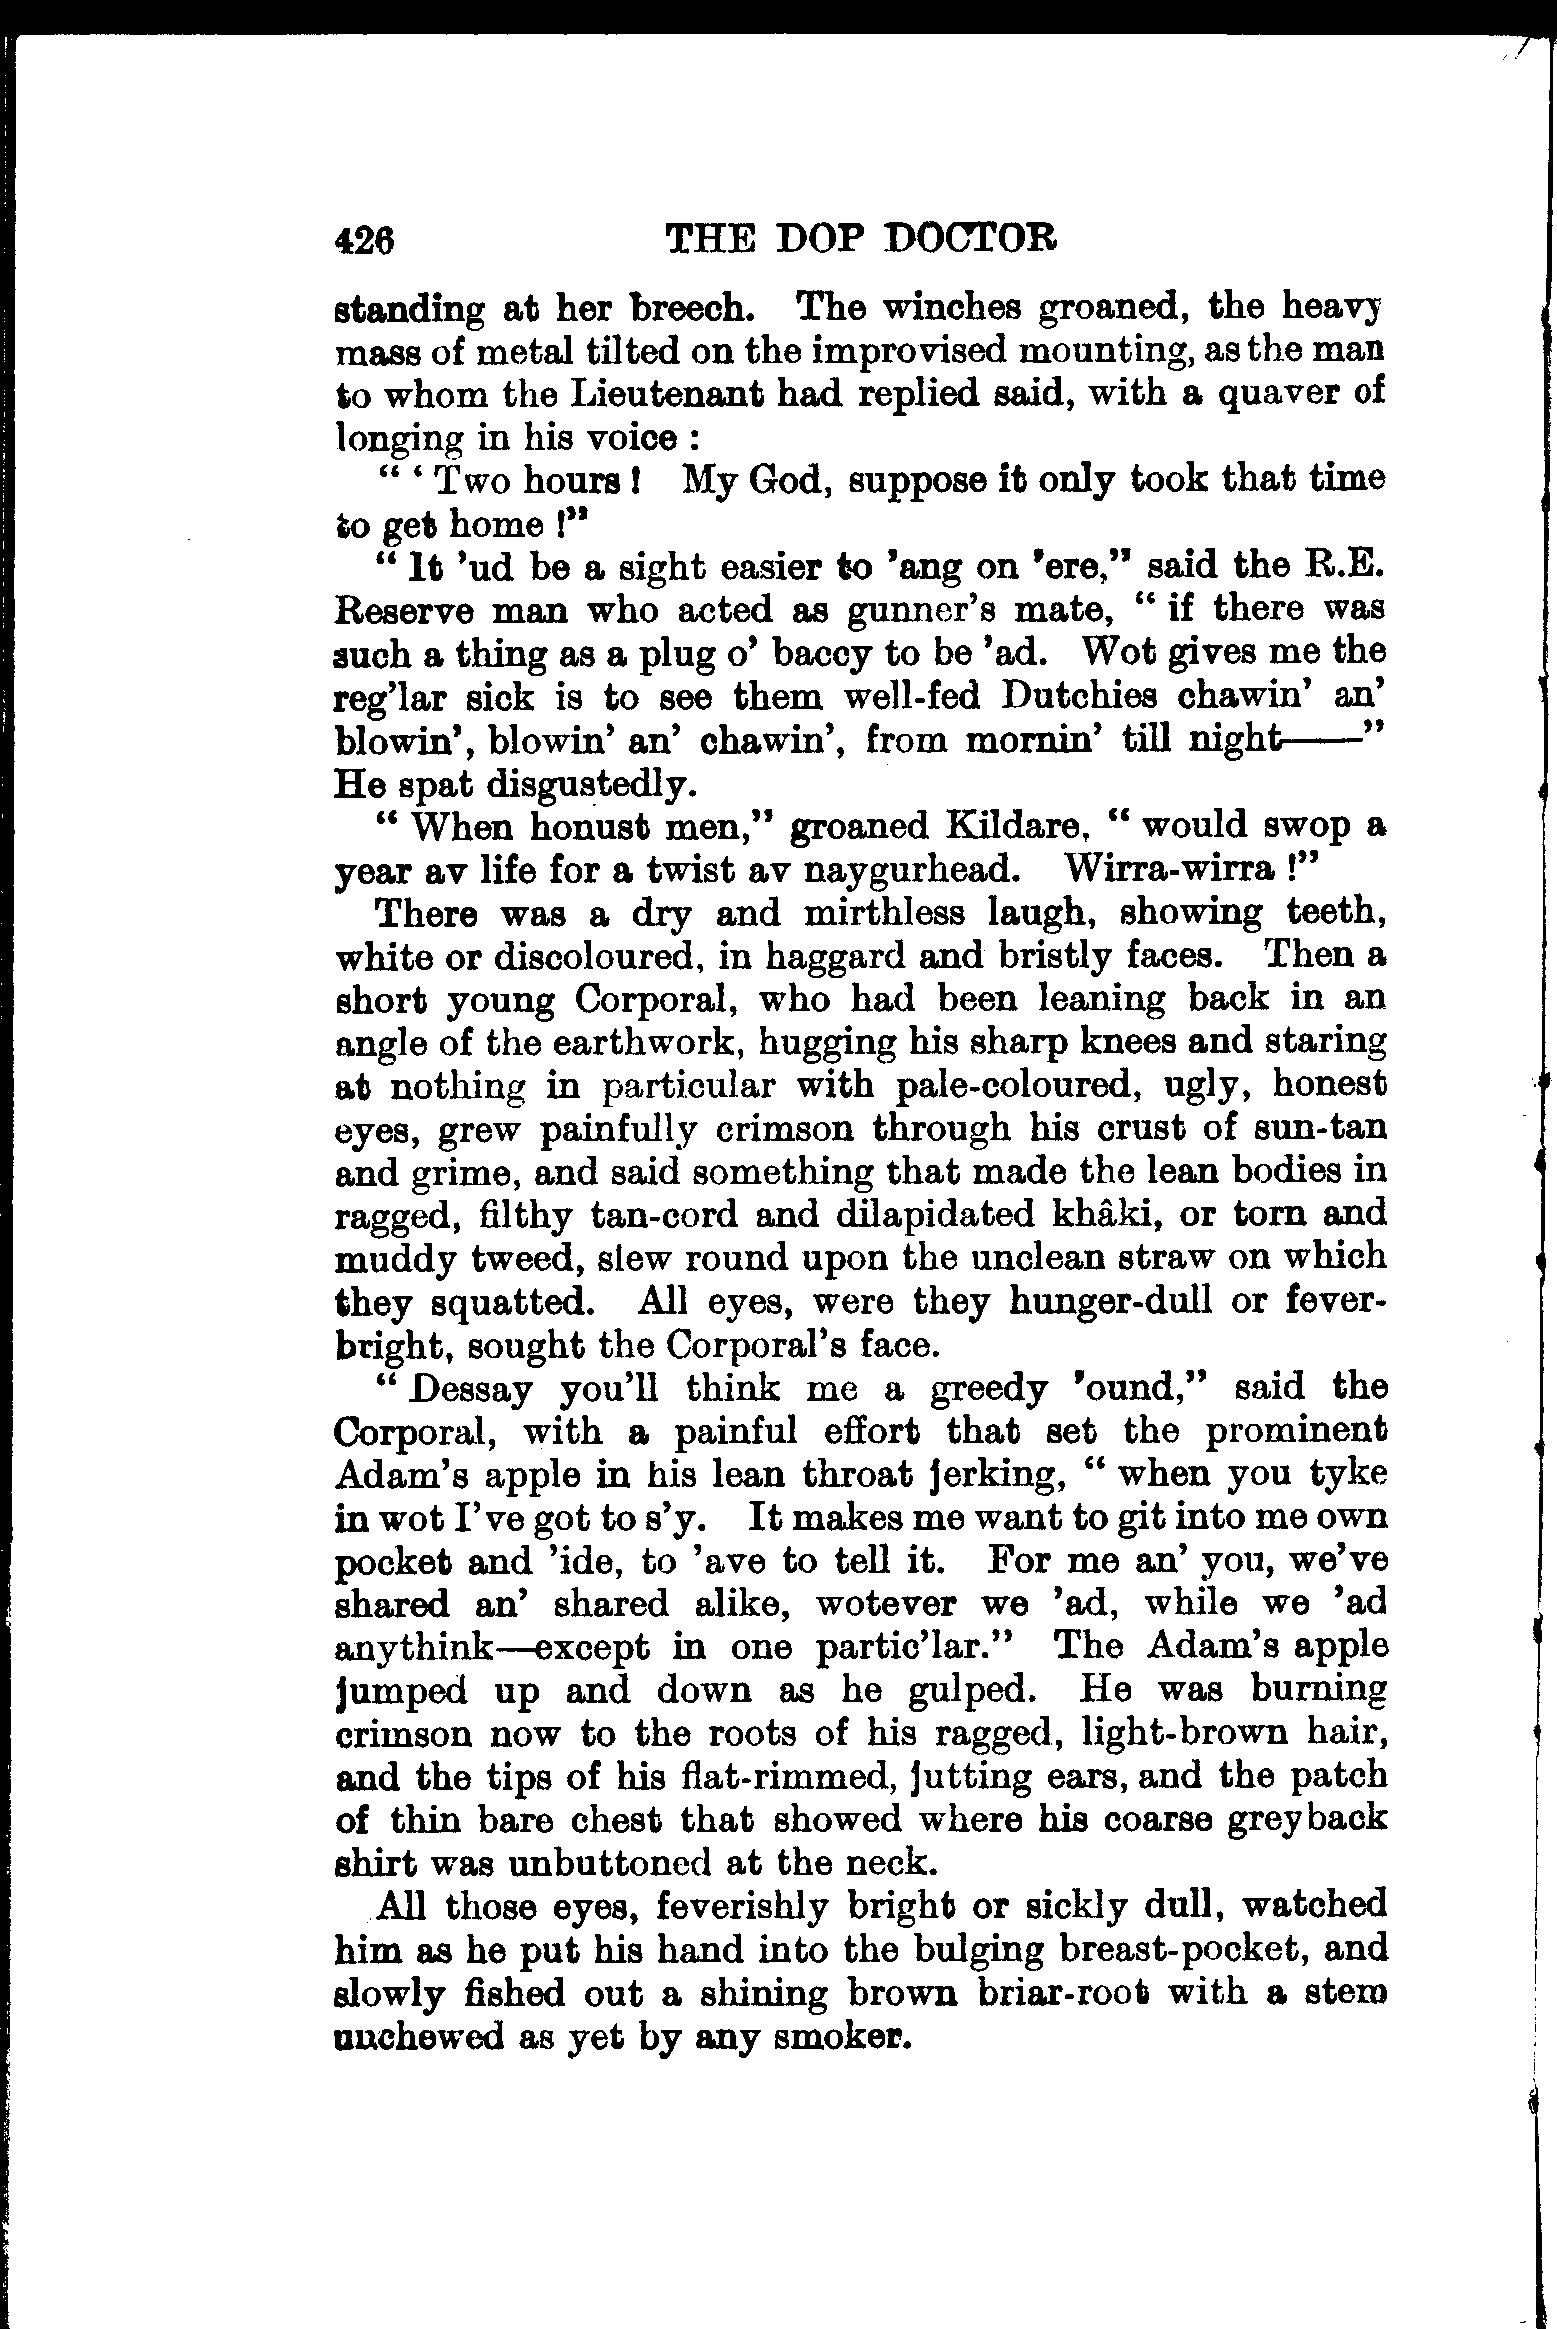 426 THE DOP DOCTOR
standing at her breech. The winches groaned, the heavy
mass of metal tilted on the improvised mounting, as the man
to whom the Lieutenant had replied said, with a quaver of
longing in his voice :
“ ‘ Two hours ! My God, suppose it only took that time
to get home !”
“ It ’ud be a sight easier to ’ang on ’ere,” said the R.E.
Reserve man who acted as gunner’s mate, “ if there was
such a thing as a plug o’ baccy to be ’ad. Wot gives me the
reg’lar sick is to see them well-fed Dutchies chawin’ an’
blowin’, blowin’ an’ chawin’, from mornin’ till night——”
He spat disgustedly.
“ When honust men,” groaned Kildare, “ would swop a
year av life for a twist av naygurhead. Wirra-wirra !”
There was a dry and mirthless laugh, showing teeth,
white or discoloured, in haggard and bristly faces. Then a
short young Corporal, who had been leaning back in an
angle of the earthwork, hugging his sharp knees and staring
at nothing in particular with pale-coloured, ugly, honest
eyes, grew painfully crimson through his crust of sun-tan
and grime, and said something that made the lean bodies in
ragged, filthy tan-cord and dilapidated khâki, or torn and
muddy tweed, slew round upon the unclean straw on which
they squatted. All eyes, were they hunger-dull or fever-
bright, sought the Corporal’s face.
“ Dessay you’ll think me a greedy ’ound,” said the
Corporal, with a painful effort that set the prominent
Adam’s apple in his lean throat jerking, “ when you tyke
in wot I’ve got to s’y. It makes me want to git into me own
pocket and ’ide, to ’ave to tell it. For me an’ you, we’ve
shared an’ shared alike, wotever we ’ad, while we ’ad
anythink—except in one partic’lar.” The Adam’s apple
jumped up and down as he gulped. He was burning
crimson now to the roots of his ragged, light-brown hair,
and the tips of his flat-rimmed, jutting ears, and the patch
of thin bare chest that showed where his coarse greyback
shirt was unbuttoned at the neck.
All those eyes, feverishly bright or sickly dull, watched
him as he put his hand into the bulging breast-pocket, and
slowly fished out a shining brown briar-root with a stem
unchewed as yet by any smoker.